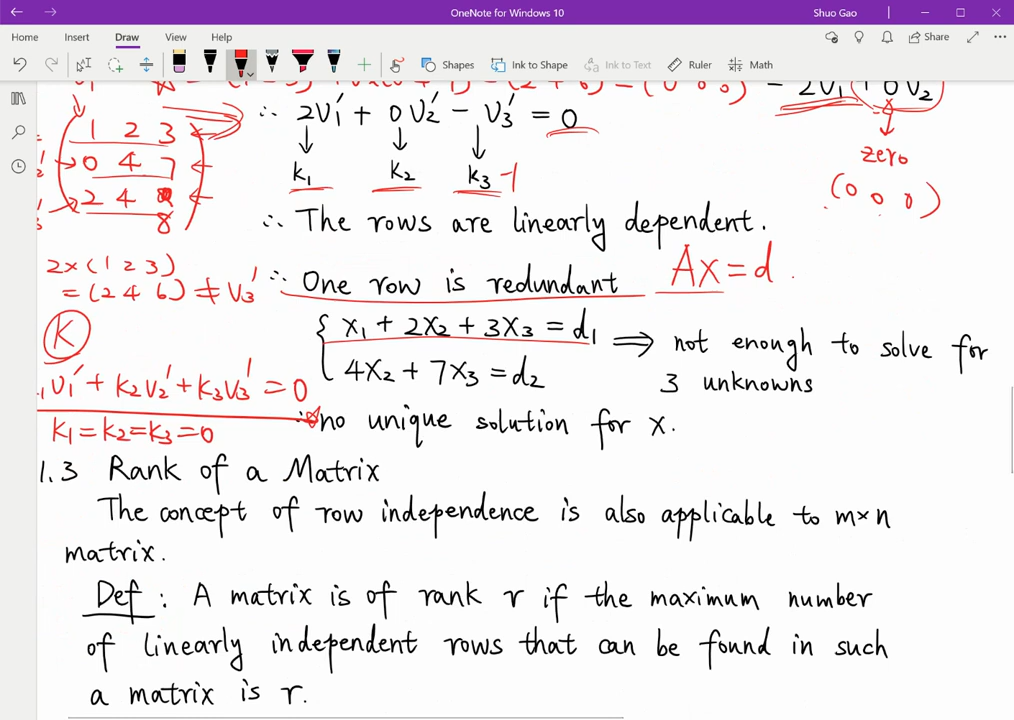 OneNote for Windows 10
Shuo Gao
Home Insert Draw View Help
Shapes Ink to Shape Ink to Text Ruler Math Share
∴ 2V1' + 0V2' − V3' = 0
2V1' + 0V2'
k1 k2 k3 -1
zero
(0 0 0)
1 2 3
0 4 7
2 4
8
∴ The rows are linearly dependent.
2x(1 2 3)
= (2 4 6) ≠ V3'
∴ One row is redundant
Ax = d
{ x1 + 2x2 + 3x3 = d1
4x2 + 7x3 = d2
⟹ not enough to solve for
3 unknowns
K
V1' + k2V2' + k3V3' = 0
k1 = k2 = k3 = 0
no unique solution for x.
1.3 Rank of a Matrix
The concept of row independence is also applicable to m×n
matrix.
Def : A matrix is of rank r if the maximum number
of linearly independent rows that can be found in such
a matrix is r.